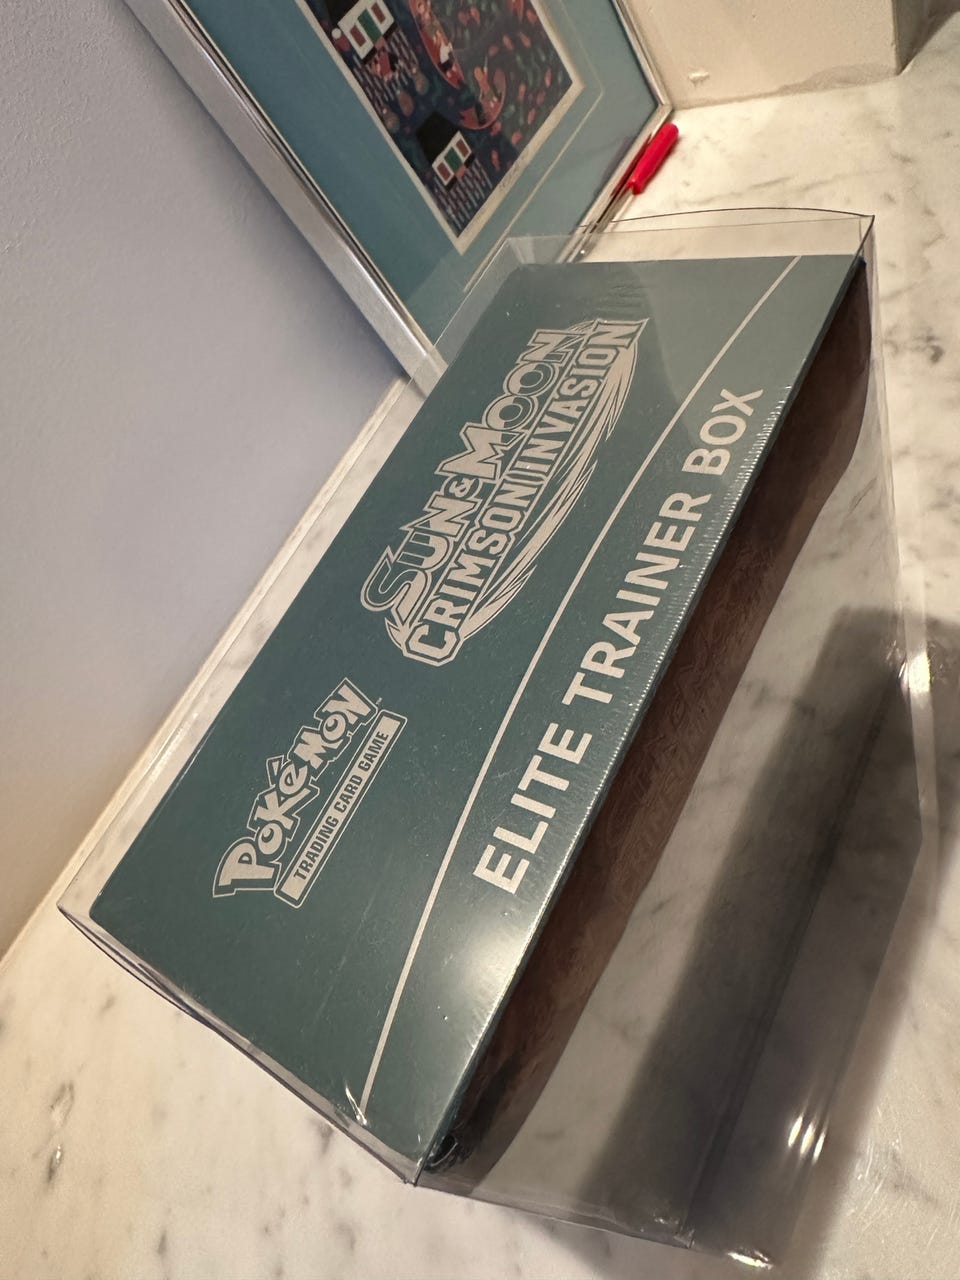 Pokémon
TRADING CARD GAME
SUN & MOON
CRIMSON INVASION
ELITE TRAINER BOX